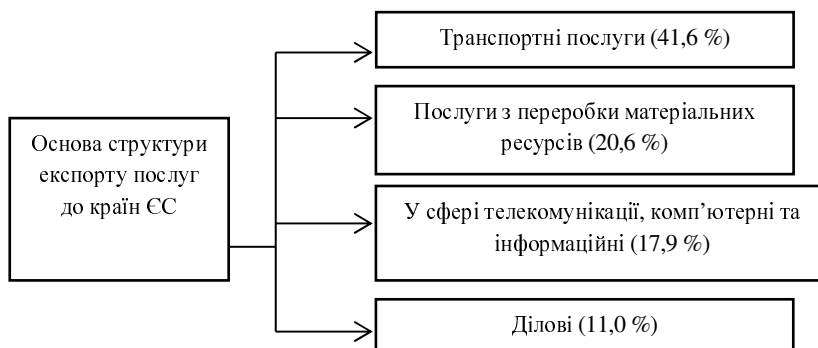 Основа структури
експорту послуг
до країн ЄС
Транспортні послуги (41,6 %)
Послуги з переробки матеріальних
ресурсів (20,6 %)
У сфері телекомунікації, комп’ютерні та
інформаційні (17,9 %)
Ділові (11,0 %)